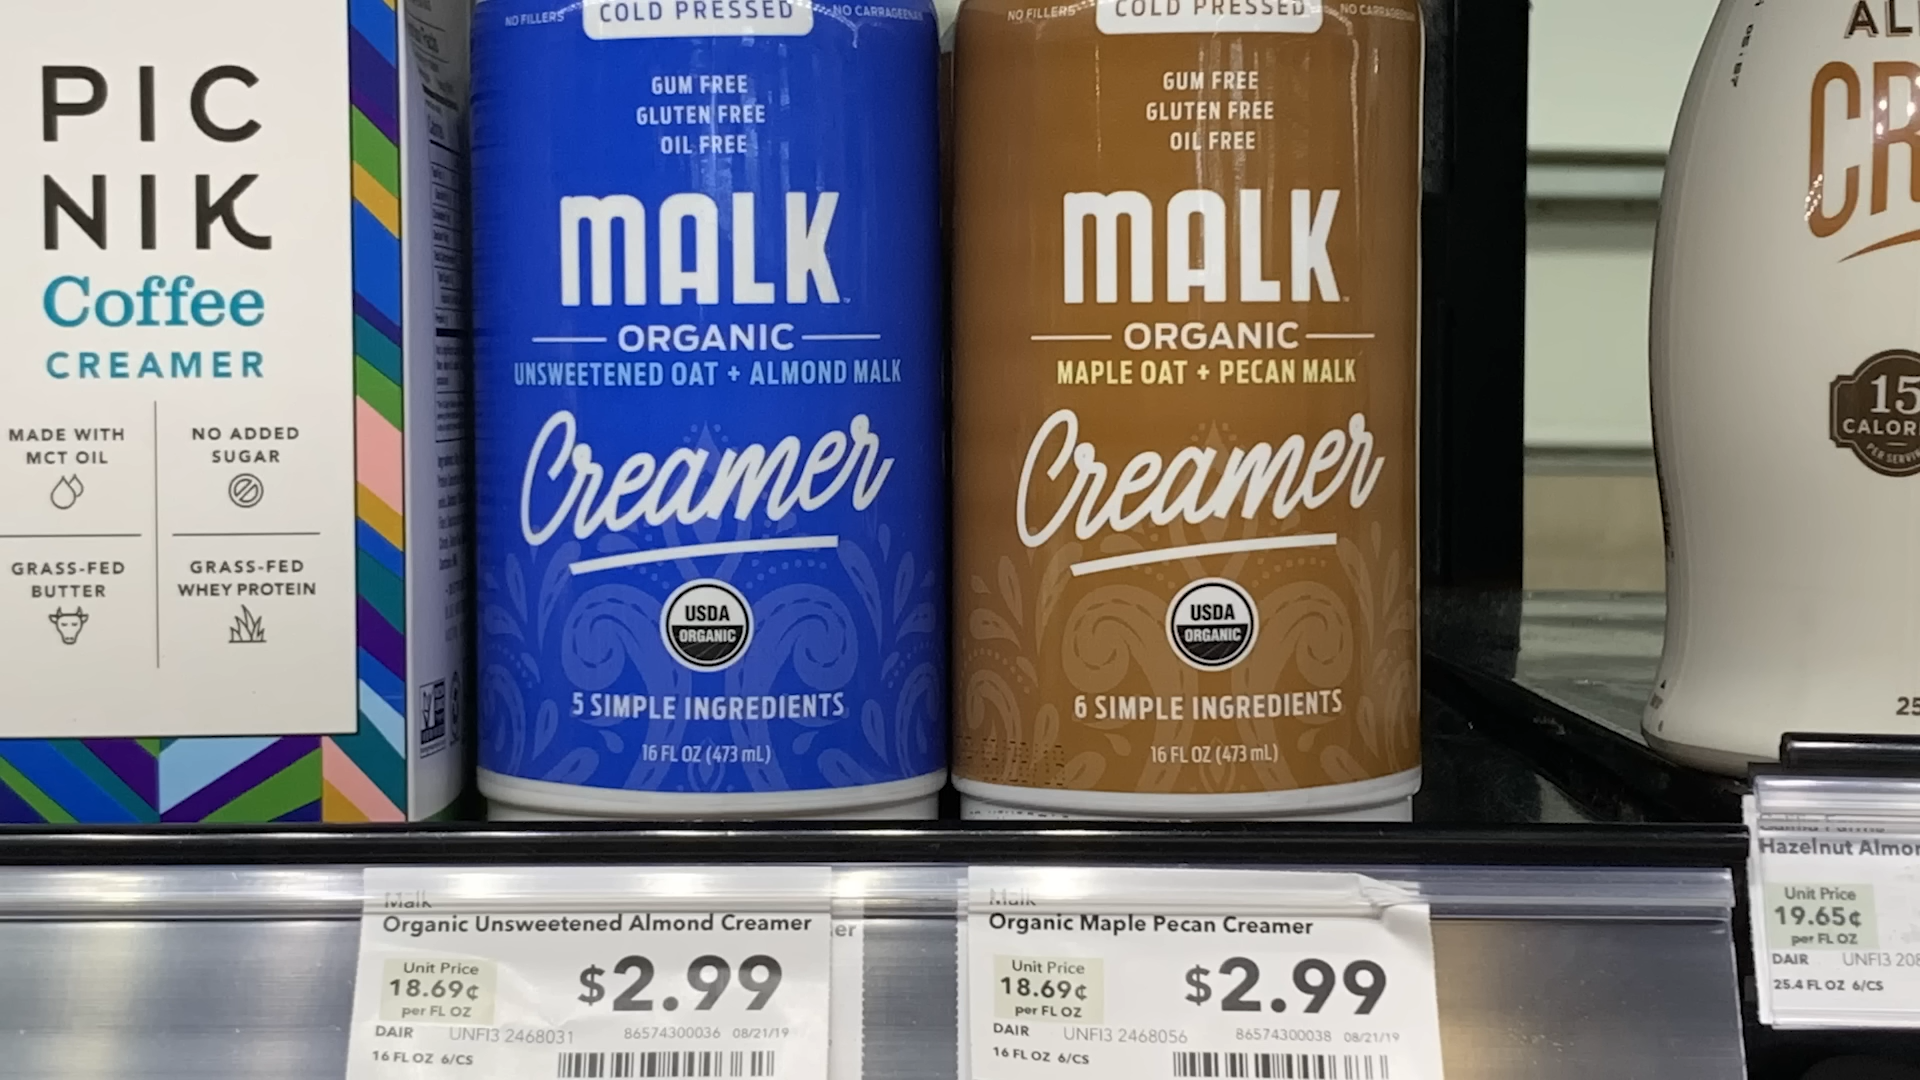 PIC
NIK
Coffee
CREAMER
MADE WITH
MCT OIL
NO ADDED
SUGAR
GRASS-FED
BUTTER
GRASS-FED
WHEY PROTEIN
NO FILLERS
COLD PRESSED
NO CARRAGEENAN
GUM FREE
GLUTEN FREE
OIL FREE
MALK
ORGANIC
UNSWEETENED OAT + ALMOND MALK
Creamer
USDA
ORGANIC
5 SIMPLE INGREDIENTS
16 FL OZ (473 mL)
NO FILLERS
COLD PRESSED
GUM FREE
GLUTEN FREE
OIL FREE
MALK
ORGANIC
MAPLE OAT + PECAN MALK
Creamer
USDA
ORGANIC
6 SIMPLE INGREDIENTS
16 FL OZ (473 mL)
AL
CR
15
CALOR
25
Malk
Organic Unsweetened Almond Creamer
er
Unit Price
18.69¢
per FL OZ
$2.99
DAIR UNFI3 2468031 86574300036 08/21/19
16 FL OZ 6/CS
Malk
Organic Maple Pecan Creamer
Unit Price
18.69¢
per FL OZ
$2.99
DAIR UNFI3 2468056 86574300038 08/21/19
16 FL OZ 6/CS
Hazelnut Almon
Unit Price
19.65¢
per FL OZ
DAIR UNFI3 208
25.4 FL OZ 6/CS